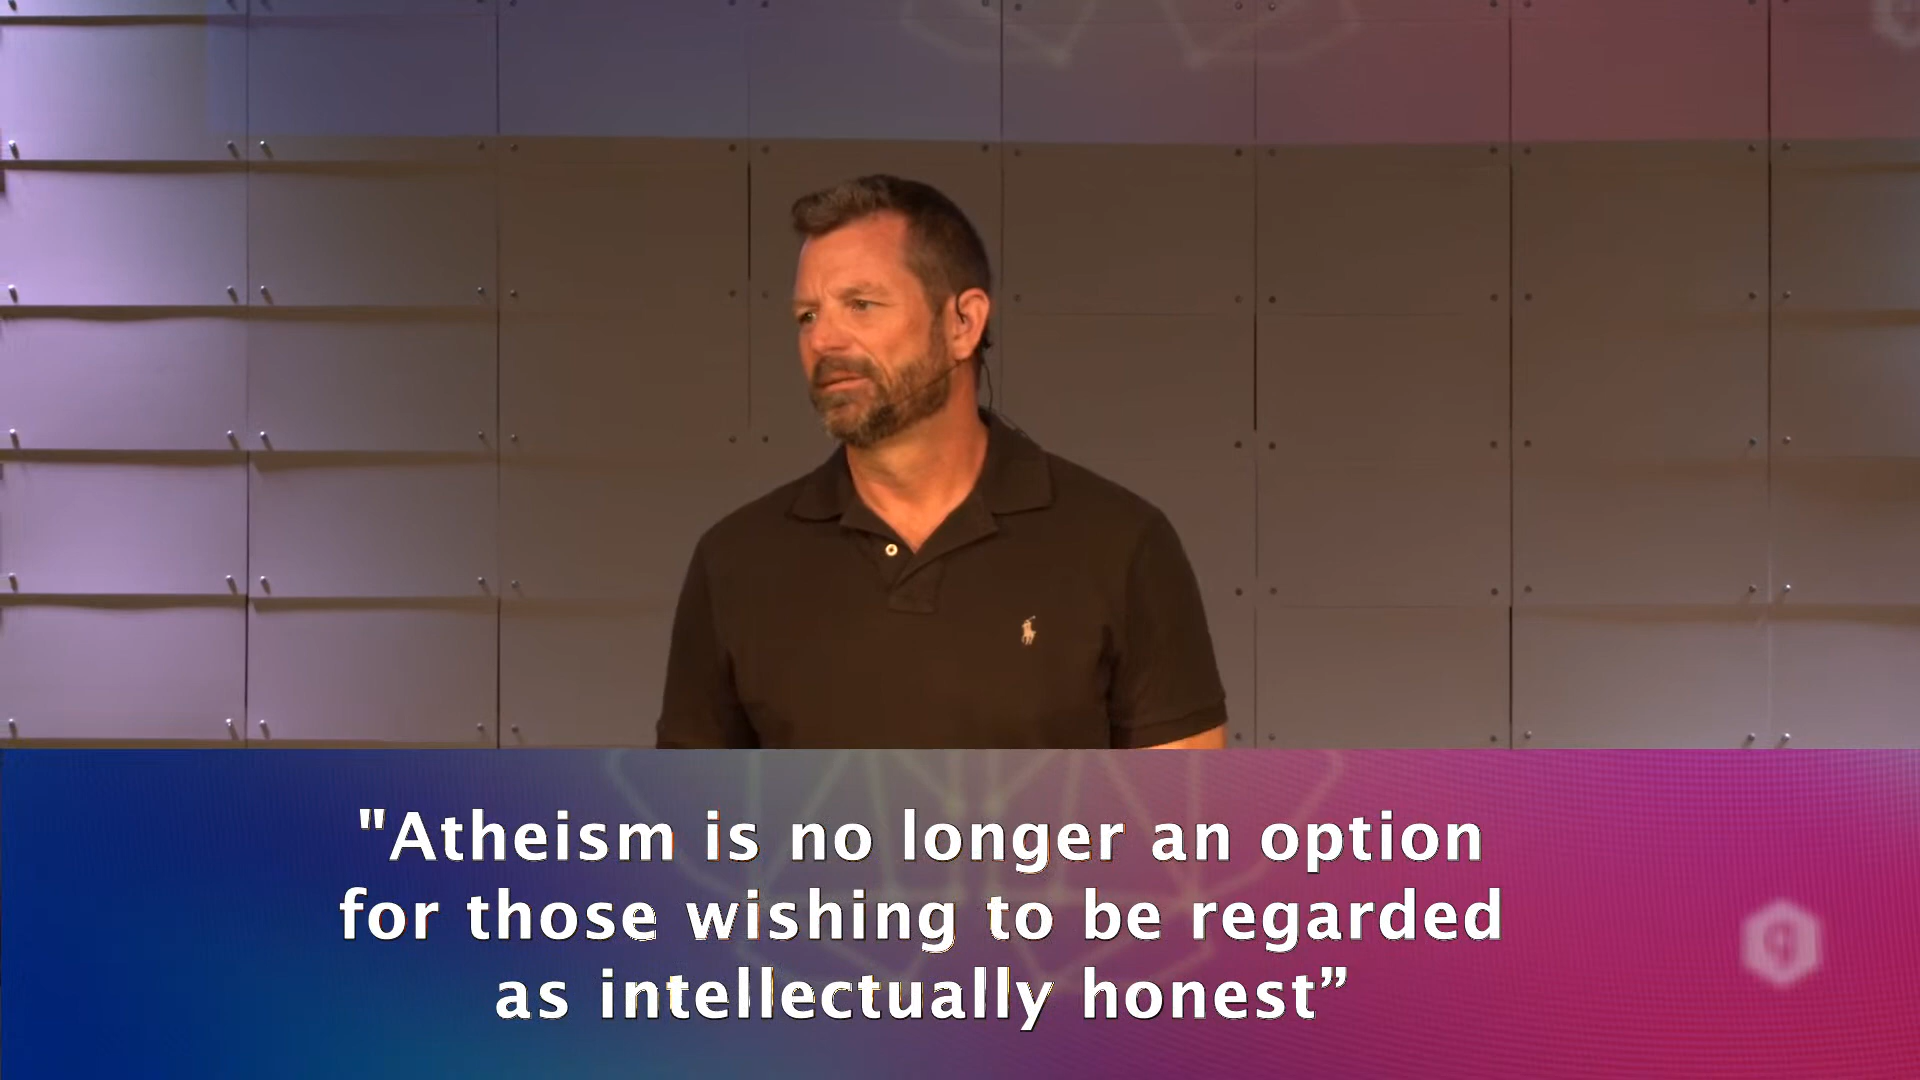 "Atheism is no longer an option
for those wishing to be regarded
as intellectually honest”